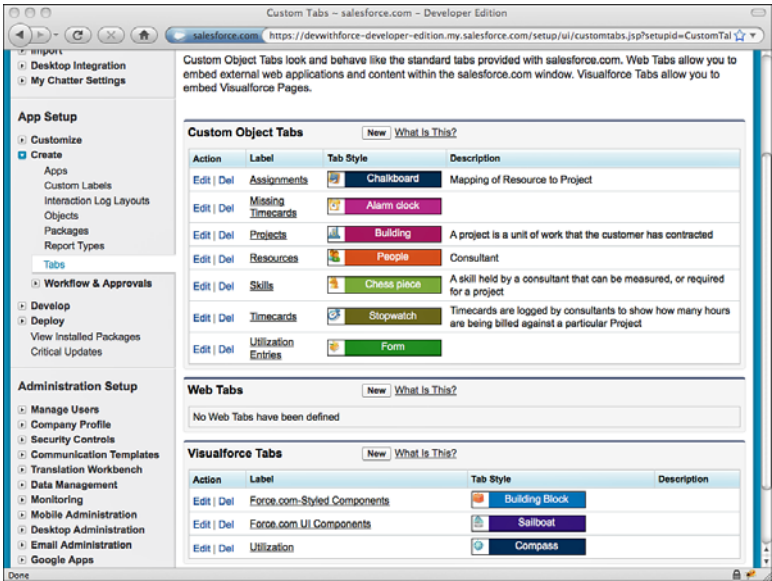 Custom Tabs ~ salesforce.com - Developer Edition
salesforce.com https://devwithforce-developer-edition.my.salesforce.com/setup/ui/customtabs.jsp?setupid=CustomTal
Import
Desktop Integration
My Chatter Settings
App Setup
Customize
Create
Apps
Custom Labels
Interaction Log Layouts
Objects
Packages
Report Types
Tabs
Workflow & Approvals
Develop
Deploy
View Installed Packages
Critical Updates
Administration Setup
Manage Users
Company Profile
Security Controls
Communication Templates
Translation Workbench
Data Management
Monitoring
Mobile Administration
Desktop Administration
Email Administration
Google Apps
Custom Object Tabs look and behave like the standard tabs provided with salesforce.com. Web Tabs allow you to
embed external web applications and content within the salesforce.com window. Visualforce Tabs allow you to
embed Visualforce Pages.
Custom Object Tabs New What Is This?
Action Label Tab Style Description
Edit | Del Assignments Chalkboard Mapping of Resource to Project
Edit | Del Missing Timecards Alarm clock
Edit | Del Projects Building A project is a unit of work that the customer has contracted
Edit | Del Resources People Consultant
Edit | Del Skills Chess piece A skill held by a consultant that can be measured, or required
for a project
Edit | Del Timecards Stopwatch Timecards are logged by consultants to show how many hours
are being billed against a particular Project
Edit | Del Utilization Entries Form
Web Tabs New What Is This?
No Web Tabs have been defined
Visualforce Tabs New What Is This?
Action Label Tab Style Description
Edit | Del Force.com-Styled Components Building Block
Edit | Del Force.com UI Components Sailboat
Edit | Del Utilization Compass
Done